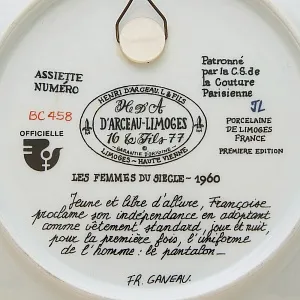 ASSIETTE
NUMÉRO
BC 458
OFFICIELLE
HENRI D'ARCEAU, L & FILS
H D'A
D'ARCEAU-LIMOGES
16 & Fils 77
GARANTIE
LIMOGES - HAUTE VIENNE
Patronné
par la C.S. de
la Couture
Parisienne
JL
PORCELAINE
DE LIMOGES
FRANCE
PREMIÈRE EDITION
LES FEMMES DU SIECLE - 1960
Jeune et libre d'allure, Françoise
proclame son indépendance en adoptant
comme vêtement standard, jour et nuit,
pour la première fois, l'uniforme
de l'homme : le pantalon -
FR. GANEAU.